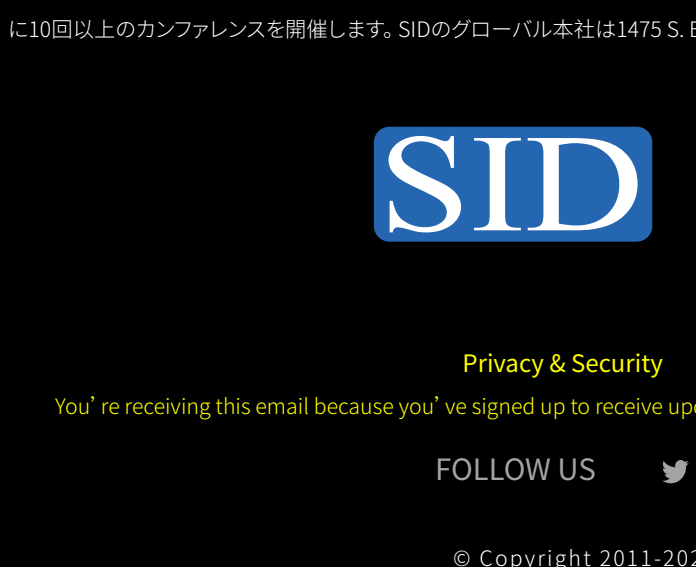 に10回以上のカンファレンスを開催します。SIDのグローバル本社は1475 S.
SID
Privacy & Security
You’re receiving this email because you’ve signed up to receive
FOLLOW US
© Copyright 2011-202